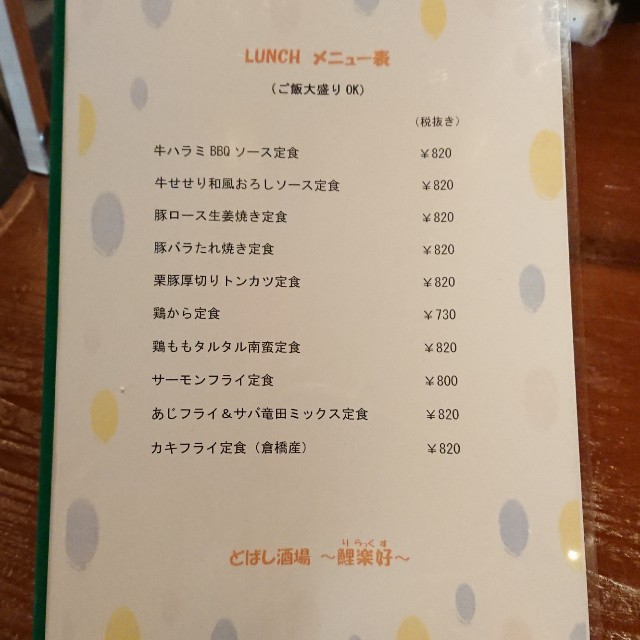 LUNCH メニュー表
(ご飯大盛りOK)
(税抜き)
牛ハラミBBQソース定食 ￥820
牛せせり和風おろしソース定食 ￥820
豚ロース生姜焼き定食 ￥820
豚バラたれ焼き定食 ￥820
栗豚厚切りトンカツ定食 ￥820
鶏から定食 ￥730
鶏ももタルタル南蛮定食 ￥820
サーモンフライ定食 ￥800
あじフライ＆サバ竜田ミックス定食 ￥820
カキフライ定食（倉橋産） ￥820
りらっくす
どばし酒場 ～鯉楽好～